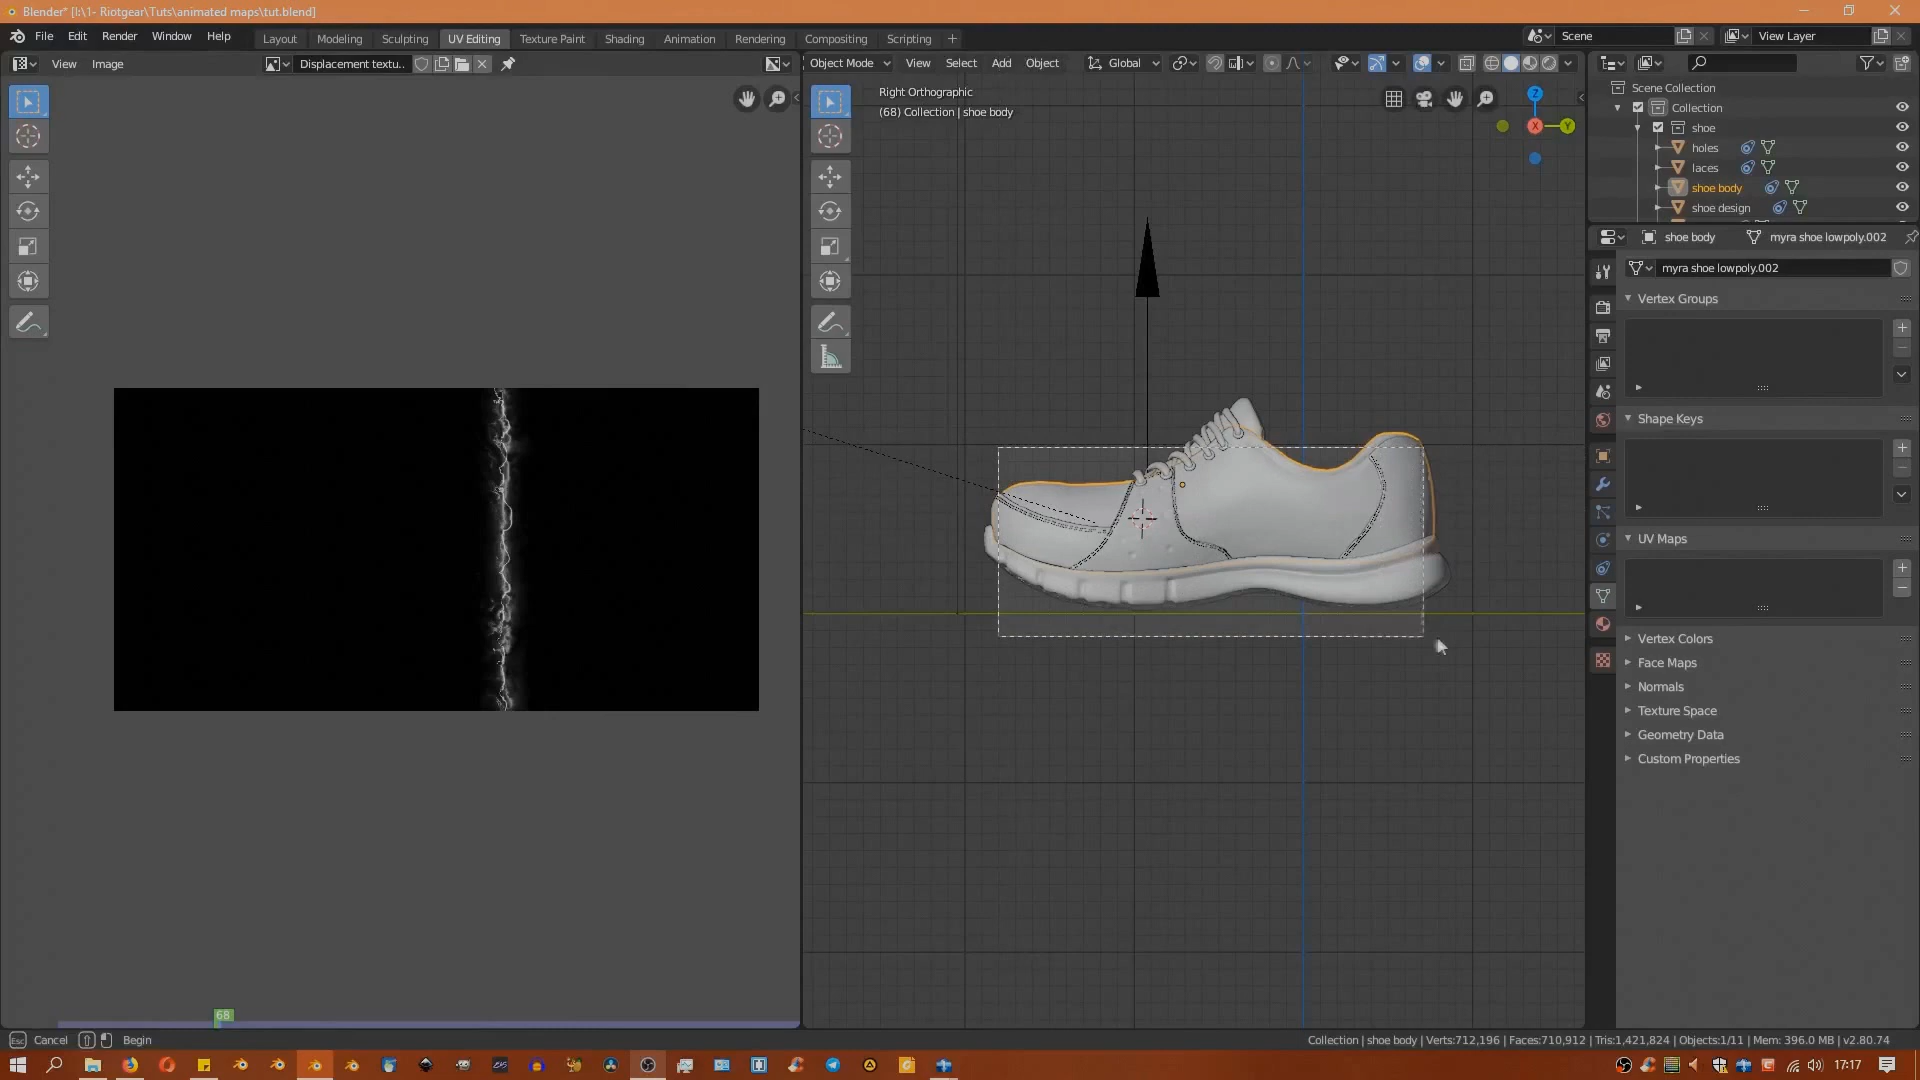 Blender* [I:\1- Riotgear\Tuts\animated maps\tut.blend]
File Edit Render Window Help
Layout Modeling Sculpting UV Editing Texture Paint Shading Animation Rendering Compositing Scripting +
Scene View Layer
View Image Displacement textu..
Object Mode View Select Add Object Global
Right Orthographic
(68) Collection | shoe body
Z
X
Y
Scene Collection
Collection
shoe
holes
laces
shoe body
shoe design
shoe body myra shoe lowpoly.002
myra shoe lowpoly.002
Vertex Groups
Shape Keys
UV Maps
Vertex Colors
Face Maps
Normals
Texture Space
Geometry Data
Custom Properties
68
Esc Cancel Begin
Collection | shoe body | Verts:712,196 | Faces:710,912 | Tris:1,421,824 | Objects:1/11 | Mem: 396.0 MB | v2.80.74
17:17